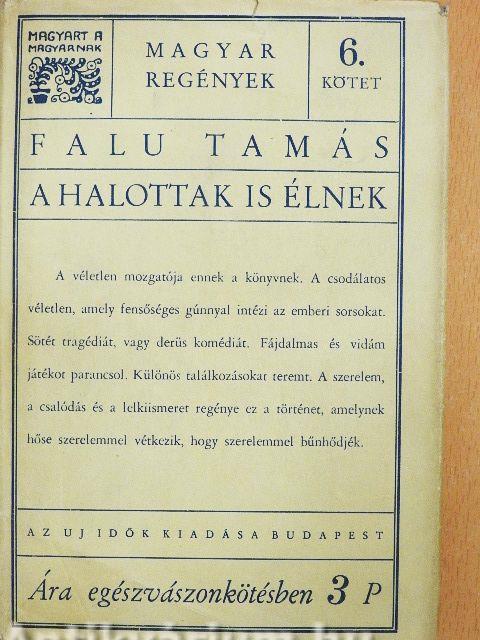 MAGYART A
MAGYARNAK
MAGYAR
REGÉNYEK
6.
KÖTET
FALU TAMÁS
A HALOTTAK IS ÉLNEK
A véletlen mozgatója ennek a könyvnek. A csodálatos
véletlen, amely fensőséges gúnnyal intézi az emberi sorsokat.
Sötét tragédiát, vagy derüs komédiát. Fájdalmas és vidám
játékot parancsol. Különös találkozásokat teremt. A szerelem,
a csalódás és a lelkiismeret regénye ez a történet, amelynek
hőse szerelemmel vétkezik, hogy szerelemmel bűnhődjék.
AZ UJ IDŐK KIADÁSA BUDAPEST
Ára egészvászonkötésben 3 P